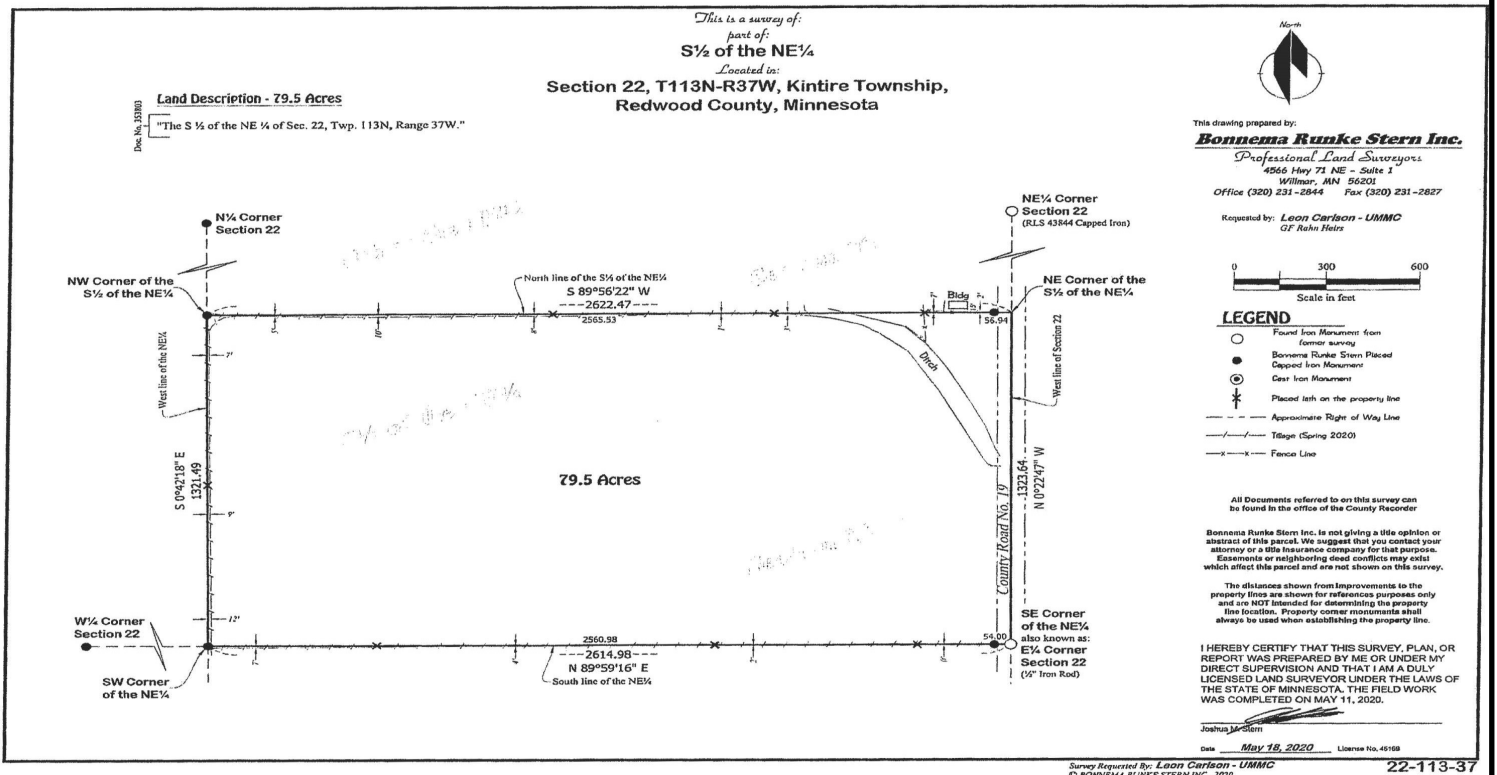 This is a survey of:
part of:
S½ of the NE¼
Located in:
Section 22, T113N-R37W, Kintire Township,
Redwood County, Minnesota
Land Description - 79.5 Acres
Doc. No. 353803
"The S ½ of the NE ¼ of Sec. 22, Twp. 113N, Range 37W."
N¼ Corner
Section 22
NW Corner of the
S½ of the NE¼
North line of the S½ of the NE¼
S 89°56'22" W
---2622.47---
2565.53
Bldg
56.94
NE¼ Corner
Section 22
(RLS 43844 Capped Iron)
NE Corner of the
S½ of the NE¼
West line of the NE¼
7'
Ditch
West line of Section 22
S 0°42'18" E
1321.49
9'
79.5 Acres
County Road No. 19
1323.64
N 0°22'47" W
12'
W¼ Corner
Section 22
SW Corner
of the NE¼
2560.98
---2614.98---
N 89°59'16" E
South line of the NE¼
54.00
SE Corner
of the NE¼
also known as:
E¼ Corner
Section 22
(½" Iron Rod)
North
This drawing prepared by:
Bonnema Runke Stern Inc.
Professional Land Surveyors
4566 Hwy 71 NE - Suite 1
Willmar, MN 56201
Office (320) 231-2844 Fax (320) 231-2827
Requested by: Leon Carlson - UMMC
GF Rahn Heirs
0 300 600
Scale in feet
LEGEND
Found Iron Monument from
former survey
Bonnema Runke Stern Placed
Capped Iron Monument
Cast Iron Monument
Placed lath on the property line
Approximate Right of Way Line
Tillage (Spring 2020)
Fence Line
All Documents referred to on this survey can
be found in the office of the County Recorder
Bonnema Runke Stern Inc. is not giving a title opinion or
abstract of this parcel. We suggest that you contact your
attorney or a title insurance company for that purpose.
Easements or neighboring deed conflicts may exist
which affect this parcel and are not shown on this survey.
The distances shown from improvements to the
property lines are shown for references purposes only
and are NOT intended for determining the property
line location. Property corner monuments shall
always be used when establishing the property line.
I HEREBY CERTIFY THAT THIS SURVEY, PLAN, OR
REPORT WAS PREPARED BY ME OR UNDER MY
DIRECT SUPERVISION AND THAT I AM A DULY
LICENSED LAND SURVEYOR UNDER THE LAWS OF
THE STATE OF MINNESOTA. THE FIELD WORK
WAS COMPLETED ON MAY 11, 2020.
Joshua M. Stern
Date May 18, 2020 License No. 46169
Survey Requested By: Leon Carlson - UMMC
© BONNEMA RUNKE STERN INC. 2020
22-113-37